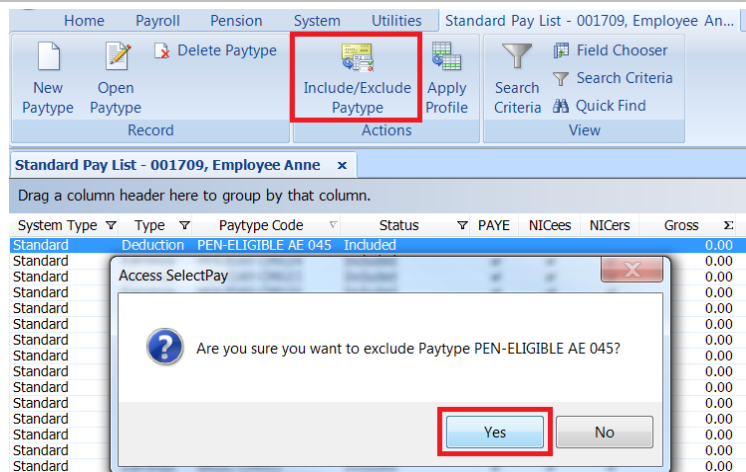 Home Payroll Pension System Utilities Standard Pay List - 001709, Employee An...
Delete Paytype
Field Chooser
Search Criteria
Quick Find
New Paytype
Open Paytype
Include/Exclude Paytype
Apply Profile
Search Criteria
Record Actions View
Standard Pay List - 001709, Employee Anne x
Drag a column header here to group by that column.
System Type Type Paytype Code Status PAYE NICees NICers Gross Σ
Standard Deduction PEN-ELIGIBLE AE 045 Included 0.00
Standard 0.00
Standard 0.00
Standard 0.00
Standard 0.00
Standard 0.00
Standard 0.00
Standard 0.00
Standard 0.00
Standard 0.00
Standard 0.00
Standard 0.00
Standard 0.00
Standard 0.00
Standard 0.00
Access SelectPay
Are you sure you want to exclude Paytype PEN-ELIGIBLE AE 045?
Yes No